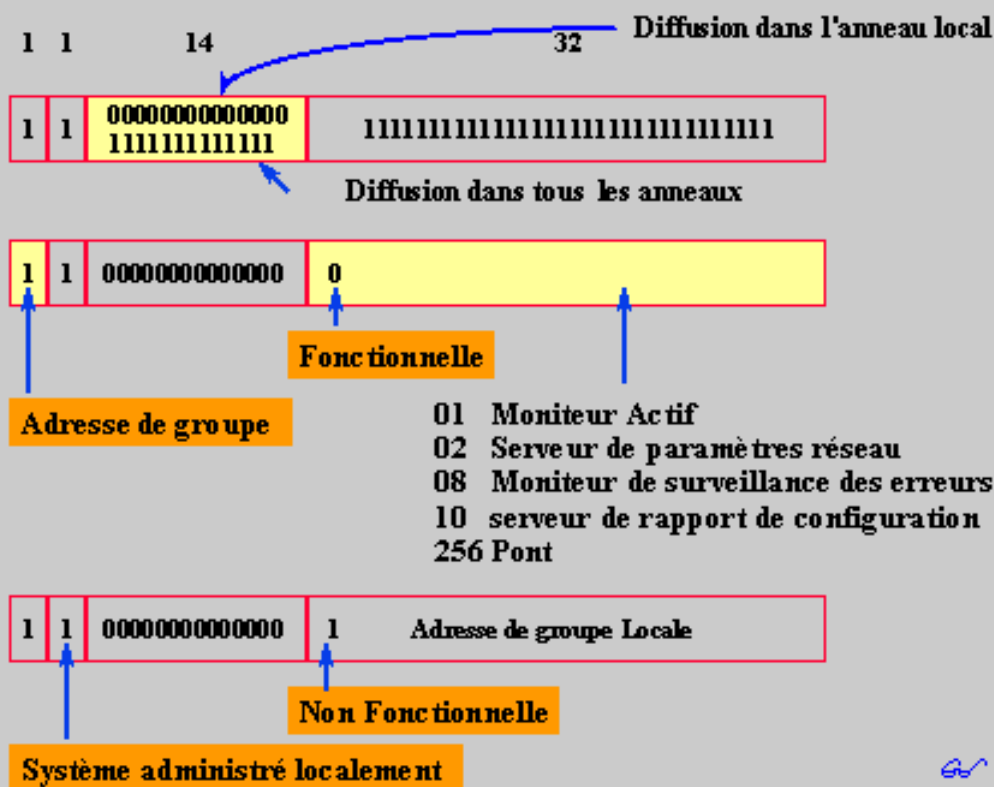 Diffusion dans l'anneau local
1 1 14 32
1 1 00000000000000 11111111111111111111111111111111
11111111111111
Diffusion dans tous les anneaux
1 1 00000000000000 0
Fonctionnelle
Adresse de groupe
01 Moniteur Actif
02 Serveur de paramètres réseau
08 Moniteur de surveillance des erreurs
10 serveur de rapport de configuration
256 Pont
1 1 00000000000000 1 Adresse de groupe Locale
Non Fonctionnelle
Système administré localement